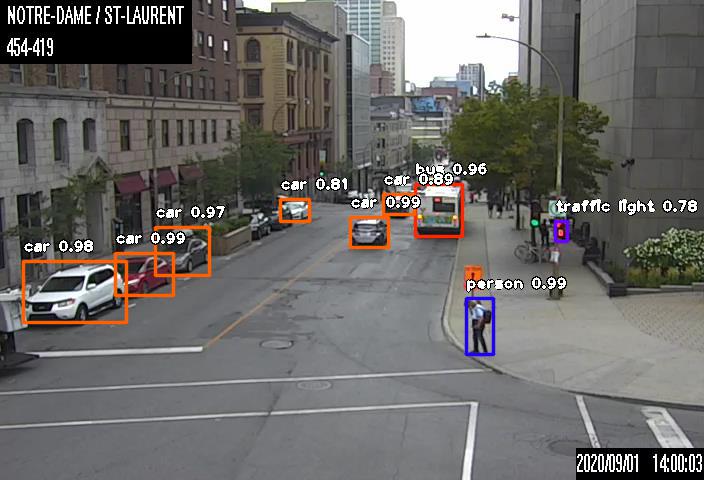 NOTRE-DAME / ST-LAURENT
454-419
bus 0.96
car 0.89
car 0.81
traffic light 0.78
car 0.99
car 0.97
car 0.99
car 0.98
person 0.99
2020/09/01 14:00:03